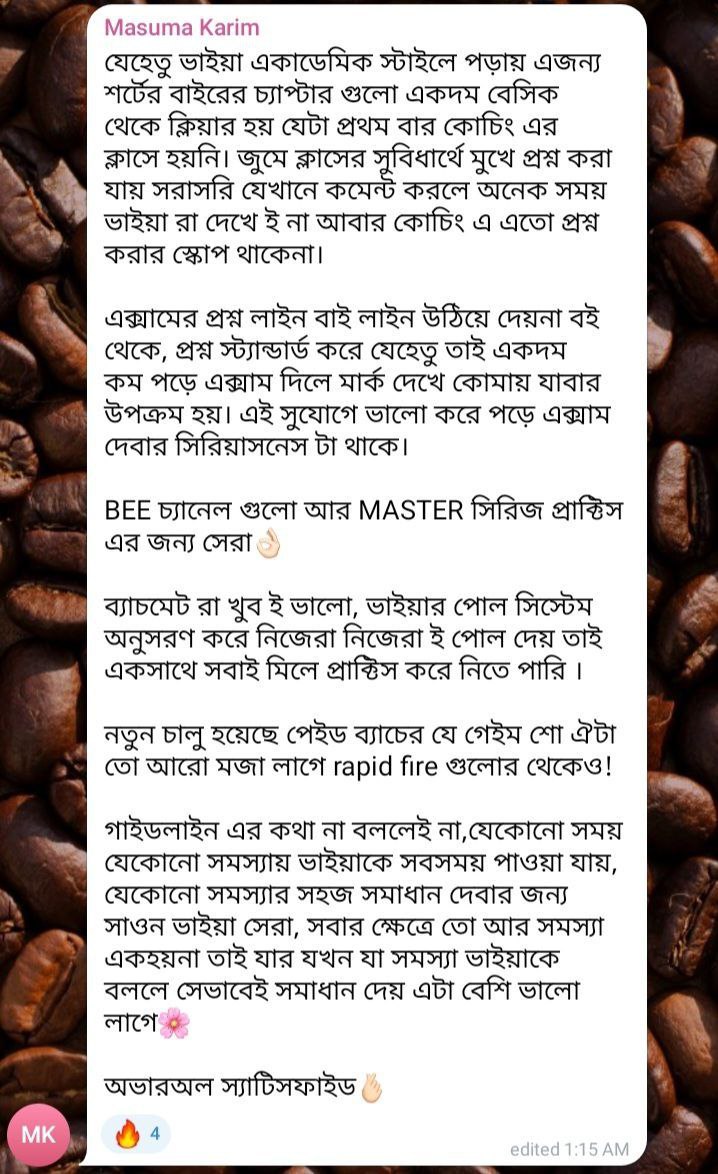 Masuma Karim
যেহেতু ভাইয়া একাডেমিক স্টাইলে পড়ায় এজন্য
শর্টের বাইরের চ্যাপ্টার গুলো একদম বেসিক
থেকে ক্লিয়ার হয় যেটা প্রথম বার কোচিং এর
ক্লাসে হয়নি। জুমে ক্লাসের সুবিধার্থে মুখে প্রশ্ন করা
যায় সরাসরি যেখানে কমেন্ট করলে অনেক সময়
ভাইয়া রা দেখে ই না আবার কোচিং এ এতো প্রশ্ন
করার স্কোপ থাকেনা।
এক্সামের প্রশ্ন লাইন বাই লাইন উঠিয়ে দেয়না বই
থেকে, প্রশ্ন স্ট্যান্ডার্ড করে যেহেতু তাই একদম
কম পড়ে এক্সাম দিলে মার্ক দেখে কোমায় যাবার
উপক্রম হয়। এই সুযোগে ভালো করে পড়ে এক্সাম
দেবার সিরিয়াসনেস টা থাকে।
BEE চ্যানেল গুলো আর MASTER সিরিজ প্রাক্টিস
এর জন্য সেরা👌🏻
ব্যাচমেট রা খুব ই ভালো, ভাইয়ার পোল সিস্টেম
অনুসরণ করে নিজেরা নিজেরা ই পোল দেয় তাই
একসাথে সবাই মিলে প্রাক্টিস করে নিতে পারি ।
নতুন চালু হয়েছে পেইড ব্যাচের যে গেইম শো ঐটা
তো আরো মজা লাগে rapid fire গুলোর থেকেও!
গাইডলাইন এর কথা না বললেই না,যেকোনো সময়
যেকোনো সমস্যায় ভাইয়াকে সবসময় পাওয়া যায়,
যেকোনো সমস্যার সহজ সমাধান দেবার জন্য
সাওন ভাইয়া সেরা, সবার ক্ষেত্রে তো আর সমস্যা
একহয়না তাই যার যখন যা সমস্যা ভাইয়াকে
বললে সেভাবেই সমাধান দেয় এটা বেশি ভালো
লাগে🌸
অভারঅল স্যাটিসফাইড🫰🏻
MK
🔥 4
edited 1:15 AM